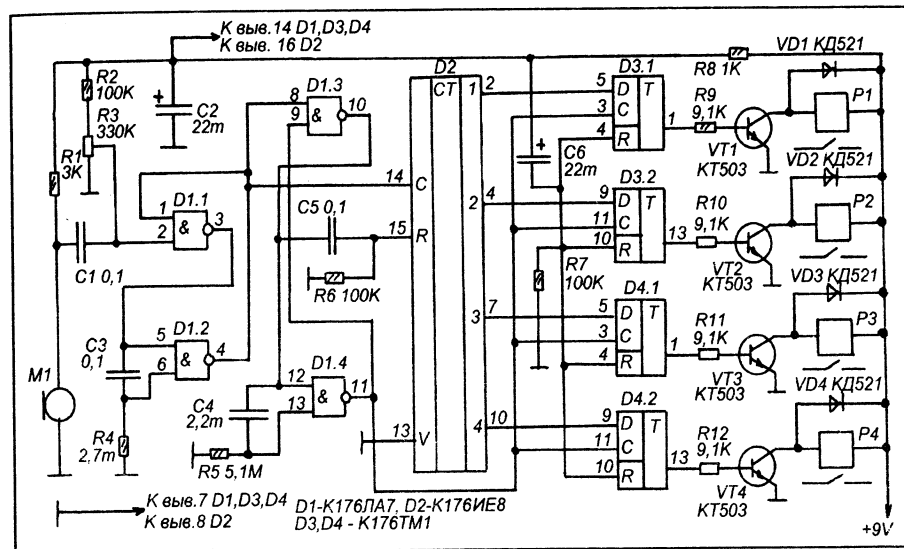 К выв.14 D1,D3,D4
К выв. 16 D2
R2
100K
R3
330K
R1
3K
C2
22m
C1 0,1
1
2
D1.1
&
3
C3
0,1
D1.2
5
6
&
4
M1
R4
2,7m
D1.3
8
9
&
10
C5 0,1
R6 100K
D1.4
12
13
&
11
C4
2,2m
R5 5,1M
D2
CT
14
C
15
R
13
V
1
2
2
4
3
7
4
10
C6
22m
R7
100K
D3.1
5
D
T
3
C
4
R
1
D3.2
9
D
T
11
C
10
R
13
D4.1
5
D
T
3
C
4
R
1
D4.2
9
D
T
11
C
10
R
13
R8 1K
R9
9,1K
R10
9,1K
R11
9,1K
R12
9,1K
VD1 КД521
P1
VT1
KT503
VD2 КД521
P2
VT2
KT503
VD3 КД521
P3
VT3
KT503
VD4 КД521
P4
VT4
KT503
+9V
К выв.7 D1,D3,D4
К выв.8 D2
D1-К176ЛА7, D2-К176ИЕ8
D3,D4 - К176ТМ1